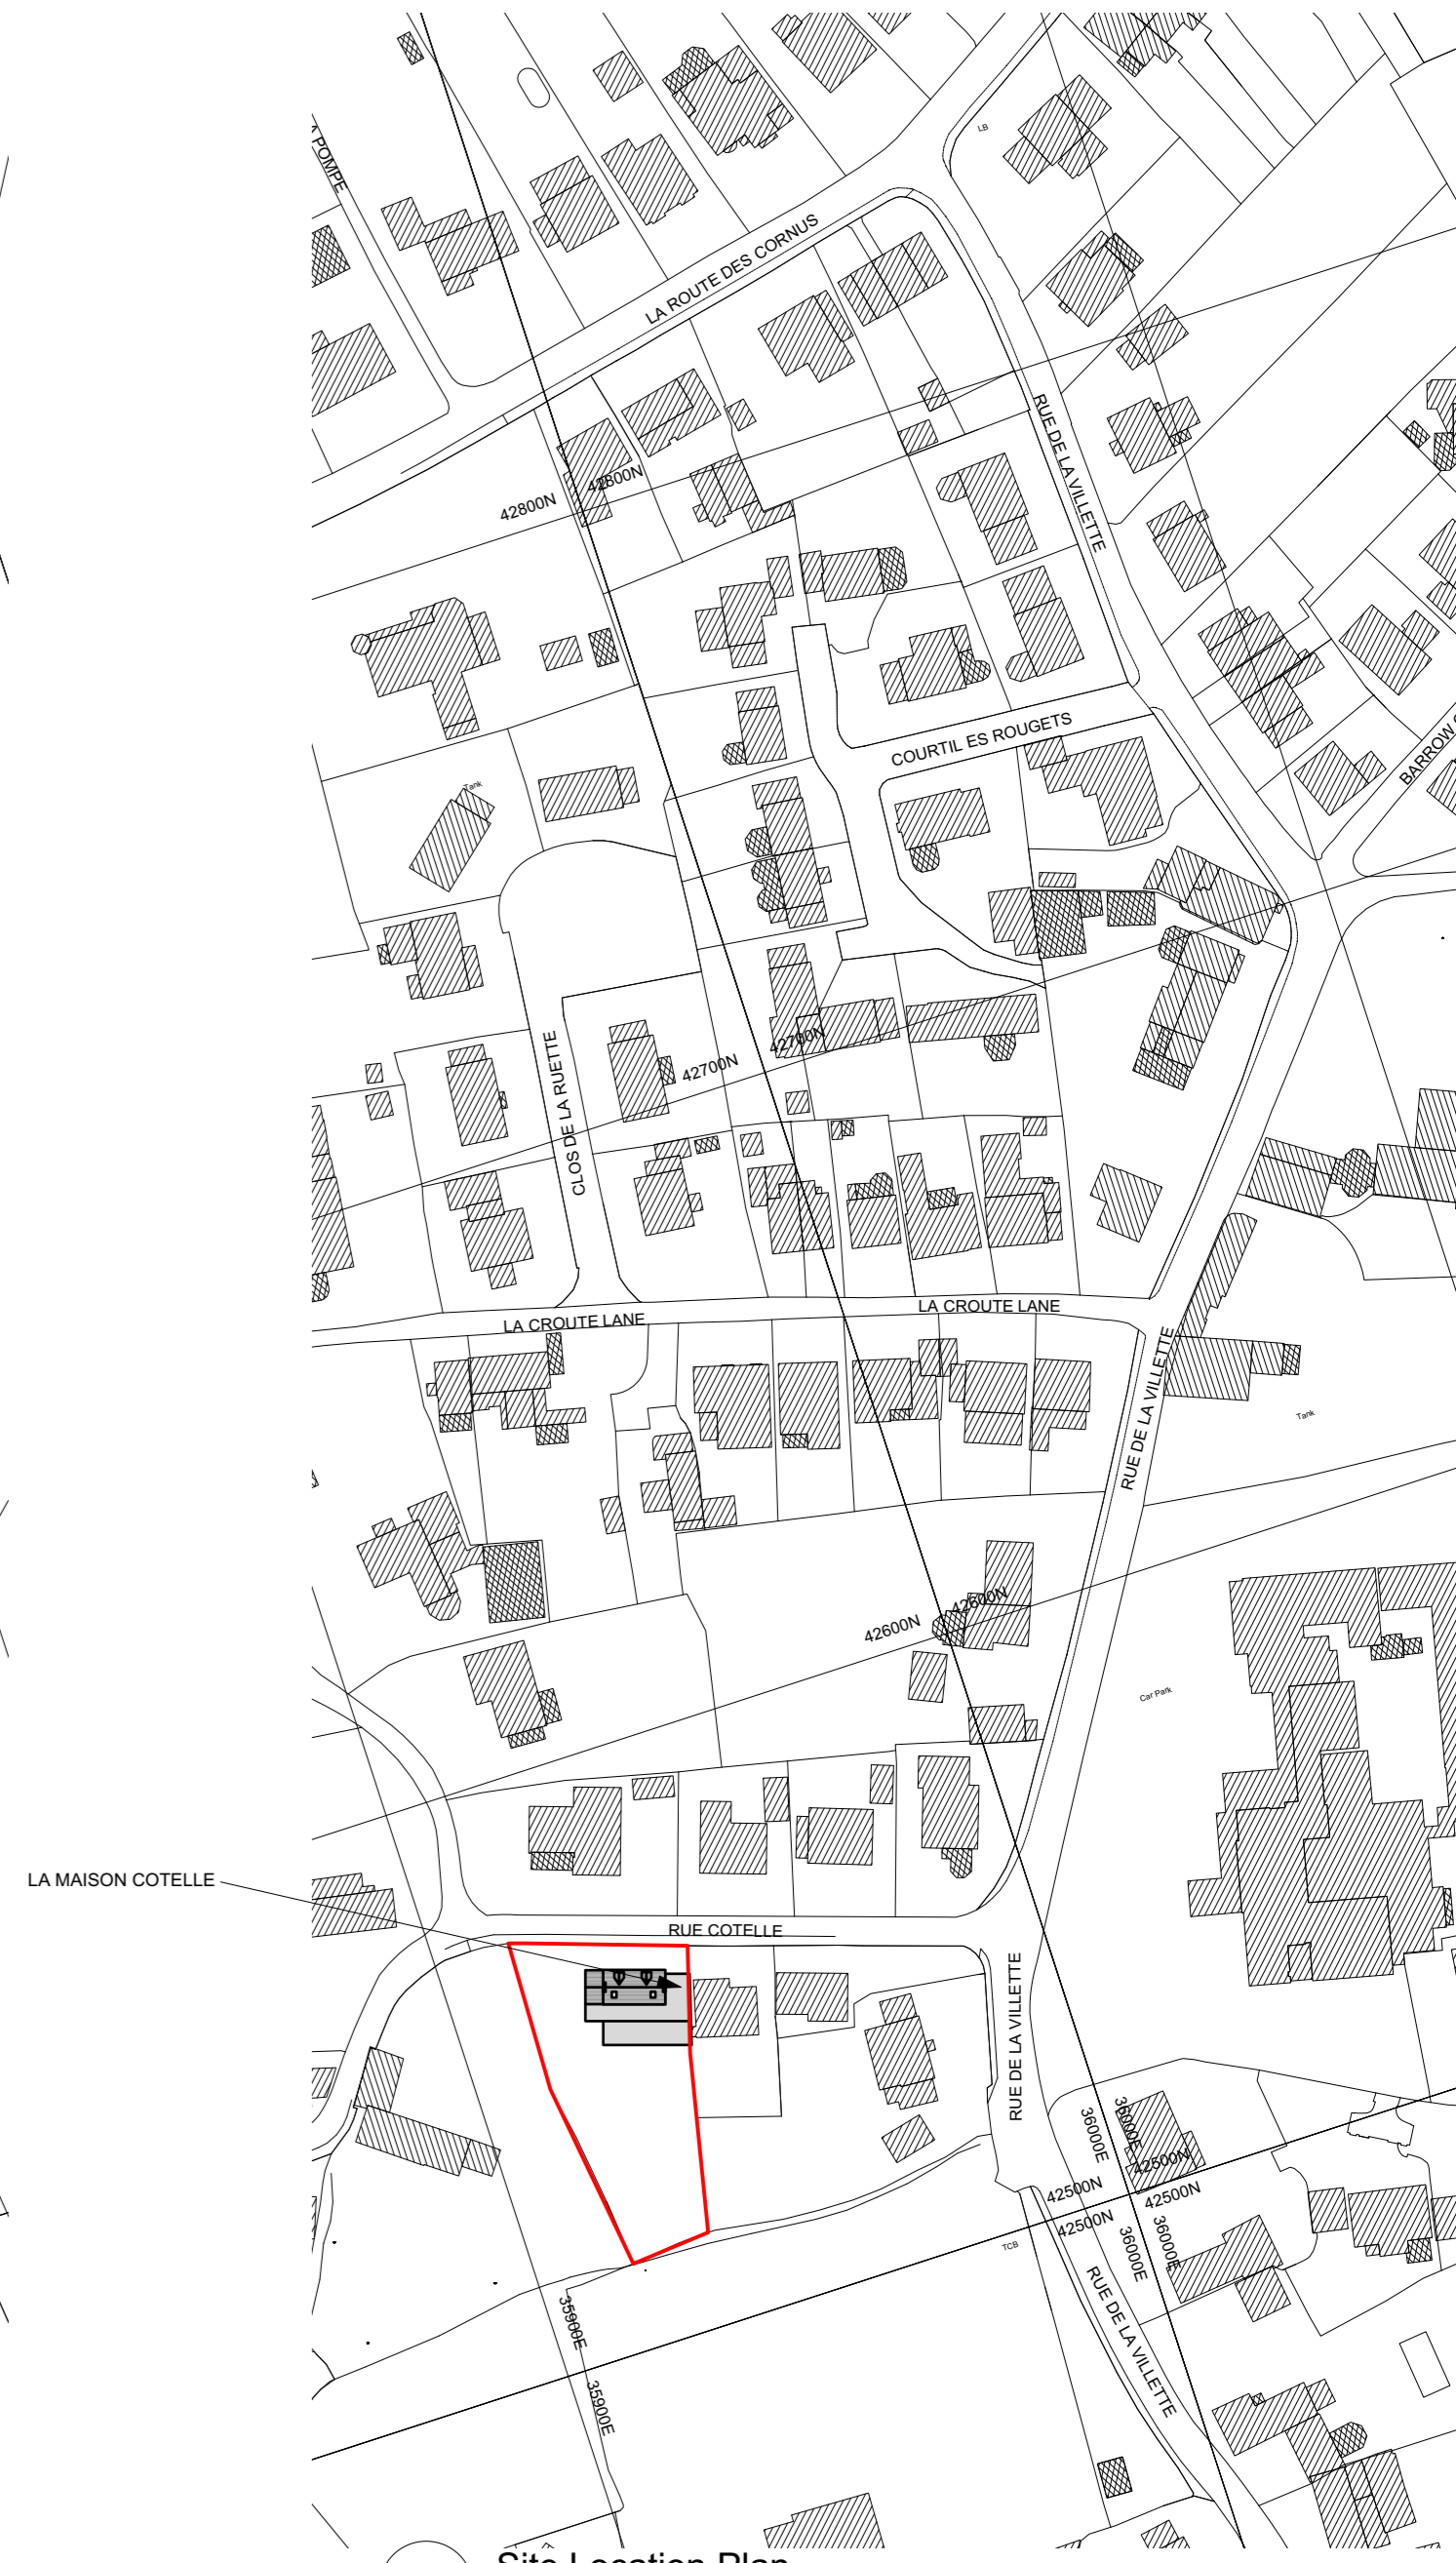 LB
POMPE
LA ROUTE DES CORNUS
RUE DE LA VILLETTE
42800N
42800N
COURTIL ES ROUGETS
BARROW
Tank
42700N
42700N
CLOS DE LA RUETTE
LA CROUTE LANE
LA CROUTE LANE
RUE DE LA VILLETTE
Tank
42600N
42600N
Car Park
LA MAISON COTELLE
RUE COTELLE
RUE DE LA VILLETTE
36000E
36000E
42500N
42500N
42500N
42500N
36000E
36000E
TCB
RUE DE LA VILLETTE
35900E
35900E
Site Location Plan